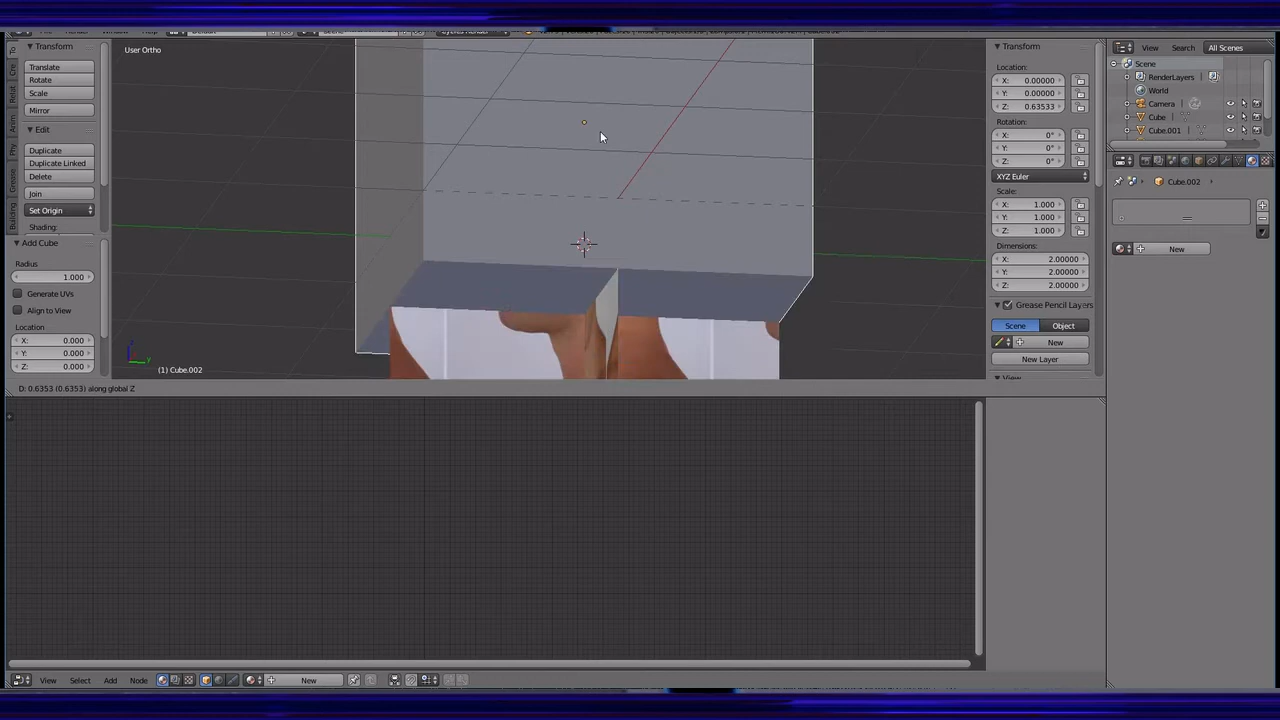 View Search All Scenes
User Ortho
Transform
Translate
Rotate
Scale
Mirror
Edit
Duplicate
Duplicate Linked
Delete
Join
Set Origin
Shading:
Add Cube
Radius
1.000
Generate UVs
Align to View
Location
X: 0.000
Y: 0.000
Z: 0.000
(1) Cube.002
D: 0.6353 (0.6353) along global Z
Transform
Location:
X: 0.00000
Y: 0.00000
Z: 0.63533
Rotation:
X: 0°
Y: 0°
Z: 0°
XYZ Euler
Scale:
X: 1.000
Y: 1.000
Z: 1.000
Dimensions:
X: 2.00000
Y: 2.00000
Z: 2.00000
Grease Pencil Layers
Scene Object
New
New Layer
Scene
RenderLayers
World
Camera
Cube
Cube.001
Cube.002
New
View Select Add Node New